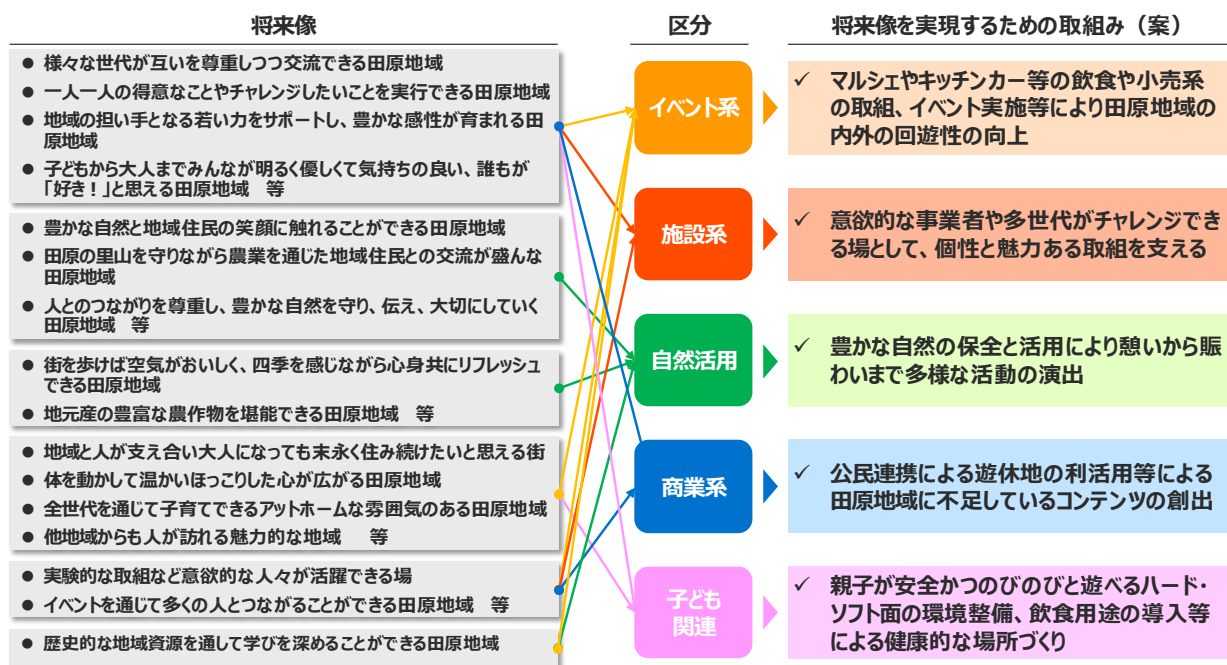 将来像
● 様々な世代が互いを尊重しつつ交流できる田原地域
● 一人一人の得意なことやチャレンジしたいことを実行できる田原地域
● 地域の担い手となる若い力をサポートし、豊かな感性が育まれる田
原地域
● 子どもから大人までみんなが明るく優しくて気持ちの良い、誰もが
「好き！」と思える田原地域　等
● 豊かな自然と地域住民の笑顔に触れることができる田原地域
● 田原の里山を守りながら農業を通じた地域住民との交流が盛んな
田原地域
● 人とのつながりを尊重し、豊かな自然を守り、伝え、大切にしていく
田原地域　等
● 街を歩けば空気がおいしく、四季を感じながら心身共にリフレッシュ
できる田原地域
● 地元産の豊富な農作物を堪能できる田原地域　等
● 地域と人が支え合い大人になっても末永く住み続けたいと思える街
● 体を動かして温かいほっこりした心が広がる田原地域
● 全世代を通じて子育てできるアットホームな雰囲気のある田原地域
● 他地域からも人が訪れる魅力的な地域　等
● 実験的な取組など意欲的な人々が活躍できる場
● イベントを通じて多くの人とつながることができる田原地域　等
● 歴史的な地域資源を通して学びを深めることができる田原地域
区分
イベント系
施設系
自然活用
商業系
子ども
関連
将来像を実現するための取組み（案）
✓ マルシェやキッチンカー等の飲食や小売系
の取組、イベント実施等により田原地域の
内外の回遊性の向上
✓ 意欲的な事業者や多世代がチャレンジでき
る場として、個性と魅力ある取組を支える
✓ 豊かな自然の保全と活用により憩いから賑
わいまで多様な活動の演出
✓ 公民連携による遊休地の利活用等による
田原地域に不足しているコンテンツの創出
✓ 親子が安全かつのびのびと遊べるハード・
ソフト面の環境整備、飲食用途の導入等
による健康的な場所づくり